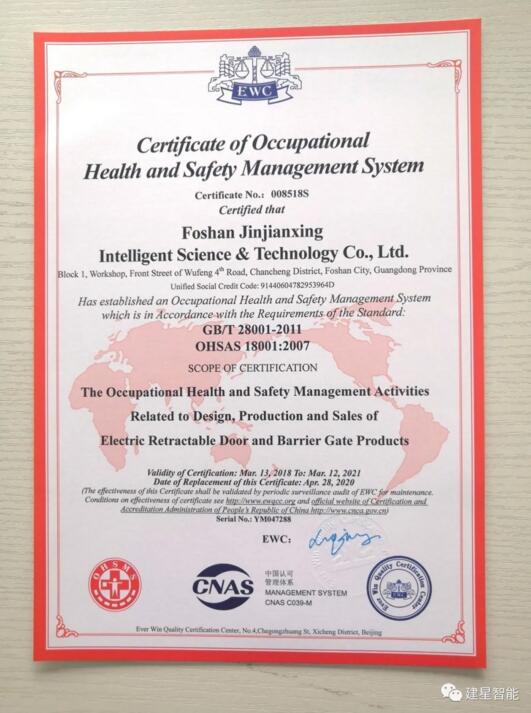 EWC
Certificate of Occupational
Health and Safety Management System
Certificate No.: 008518S
Certified that
Foshan Jinjianxing
Intelligent Science & Technology Co., Ltd.
Block 1, Workshop, Front Street of Wufeng 4th Road, Chancheng District, Foshan City, Guangdong Province
Unified Social Credit Code: 91440604782953964D
Has established an Occupational Health and Safety Management System
which is in Accordance with the Requirements of the Standard:
GB/T 28001-2011
OHSAS 18001:2007
SCOPE OF CERTIFICATION
The Occupational Health and Safety Management Activities
Related to Design, Production and Sales of
Electric Retractable Door and Barrier Gate Products
Validity of Certification: Mar. 13, 2018 To: Mar. 12, 2021
Date of Replacement of this Certificate: Apr. 28, 2020
(The effectiveness of this Certificate shall be validated by periodic surveillance audit of EWC for maintenance.
Conditions on effectiveness of certificate see http://www.ewqcc.org and official website of Certification and
Accreditation Administration of People's Republic of China http://www.cnca.gov.cn)
Serial No.: YM047288
EWC:
OHSMS
CNAS
中国认可
管理体系
MANAGEMENT SYSTEM
CNAS C039-M
Ever Win Quality Certification Center
EWC
Ever Win Quality Certification Center, No.4,Chegongzhuang St, Xicheng District, Beijing
建星智能